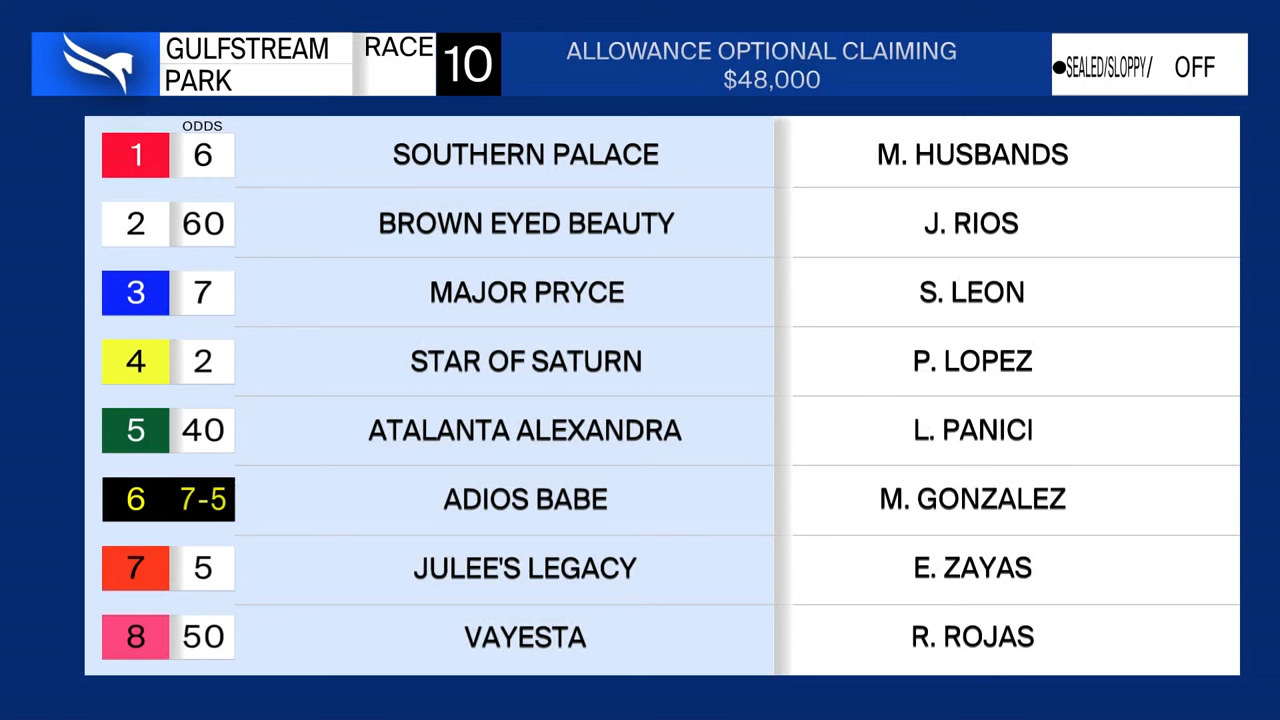 GULFSTREAM PARK RACE 10 ALLOWANCE OPTIONAL CLAIMING $48,000 ●SEALED/SLOPPY/ OFF
ODDS
1 6 SOUTHERN PALACE M. HUSBANDS
2 60 BROWN EYED BEAUTY J. RIOS
3 7 MAJOR PRYCE S. LEON
4 2 STAR OF SATURN P. LOPEZ
5 40 ATALANTA ALEXANDRA L. PANICI
6 7-5 ADIOS BABE M. GONZALEZ
7 5 JULEE'S LEGACY E. ZAYAS
8 50 VAYESTA R. ROJAS